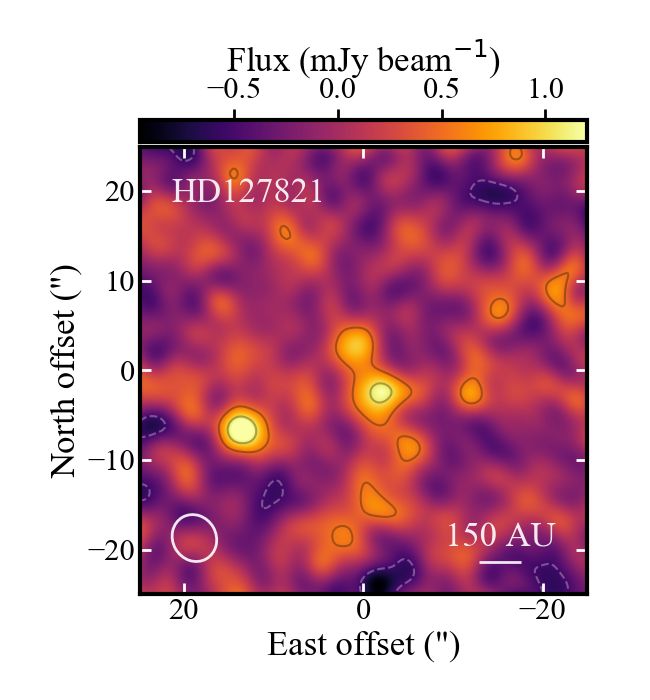 Flux (mJy beam⁻¹)
−0.5 0.0 0.5 1.0
HD127821
20
10
0
−10
−20
North offset (")
150 AU
20 0 −20
East offset (")